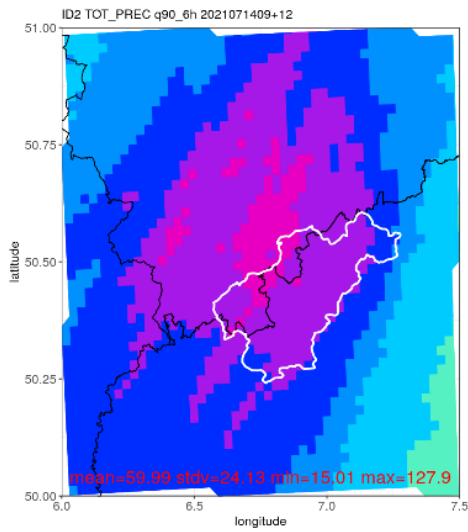 ID2 TOT_PREC q90_6h 2021071409+12
51.00
50.75
50.50
50.25
50.00
latitude
mean=59.99 stdv=24.13 min=15.01 max=127.9
6.0 6.5 7.0 7.5
longitude